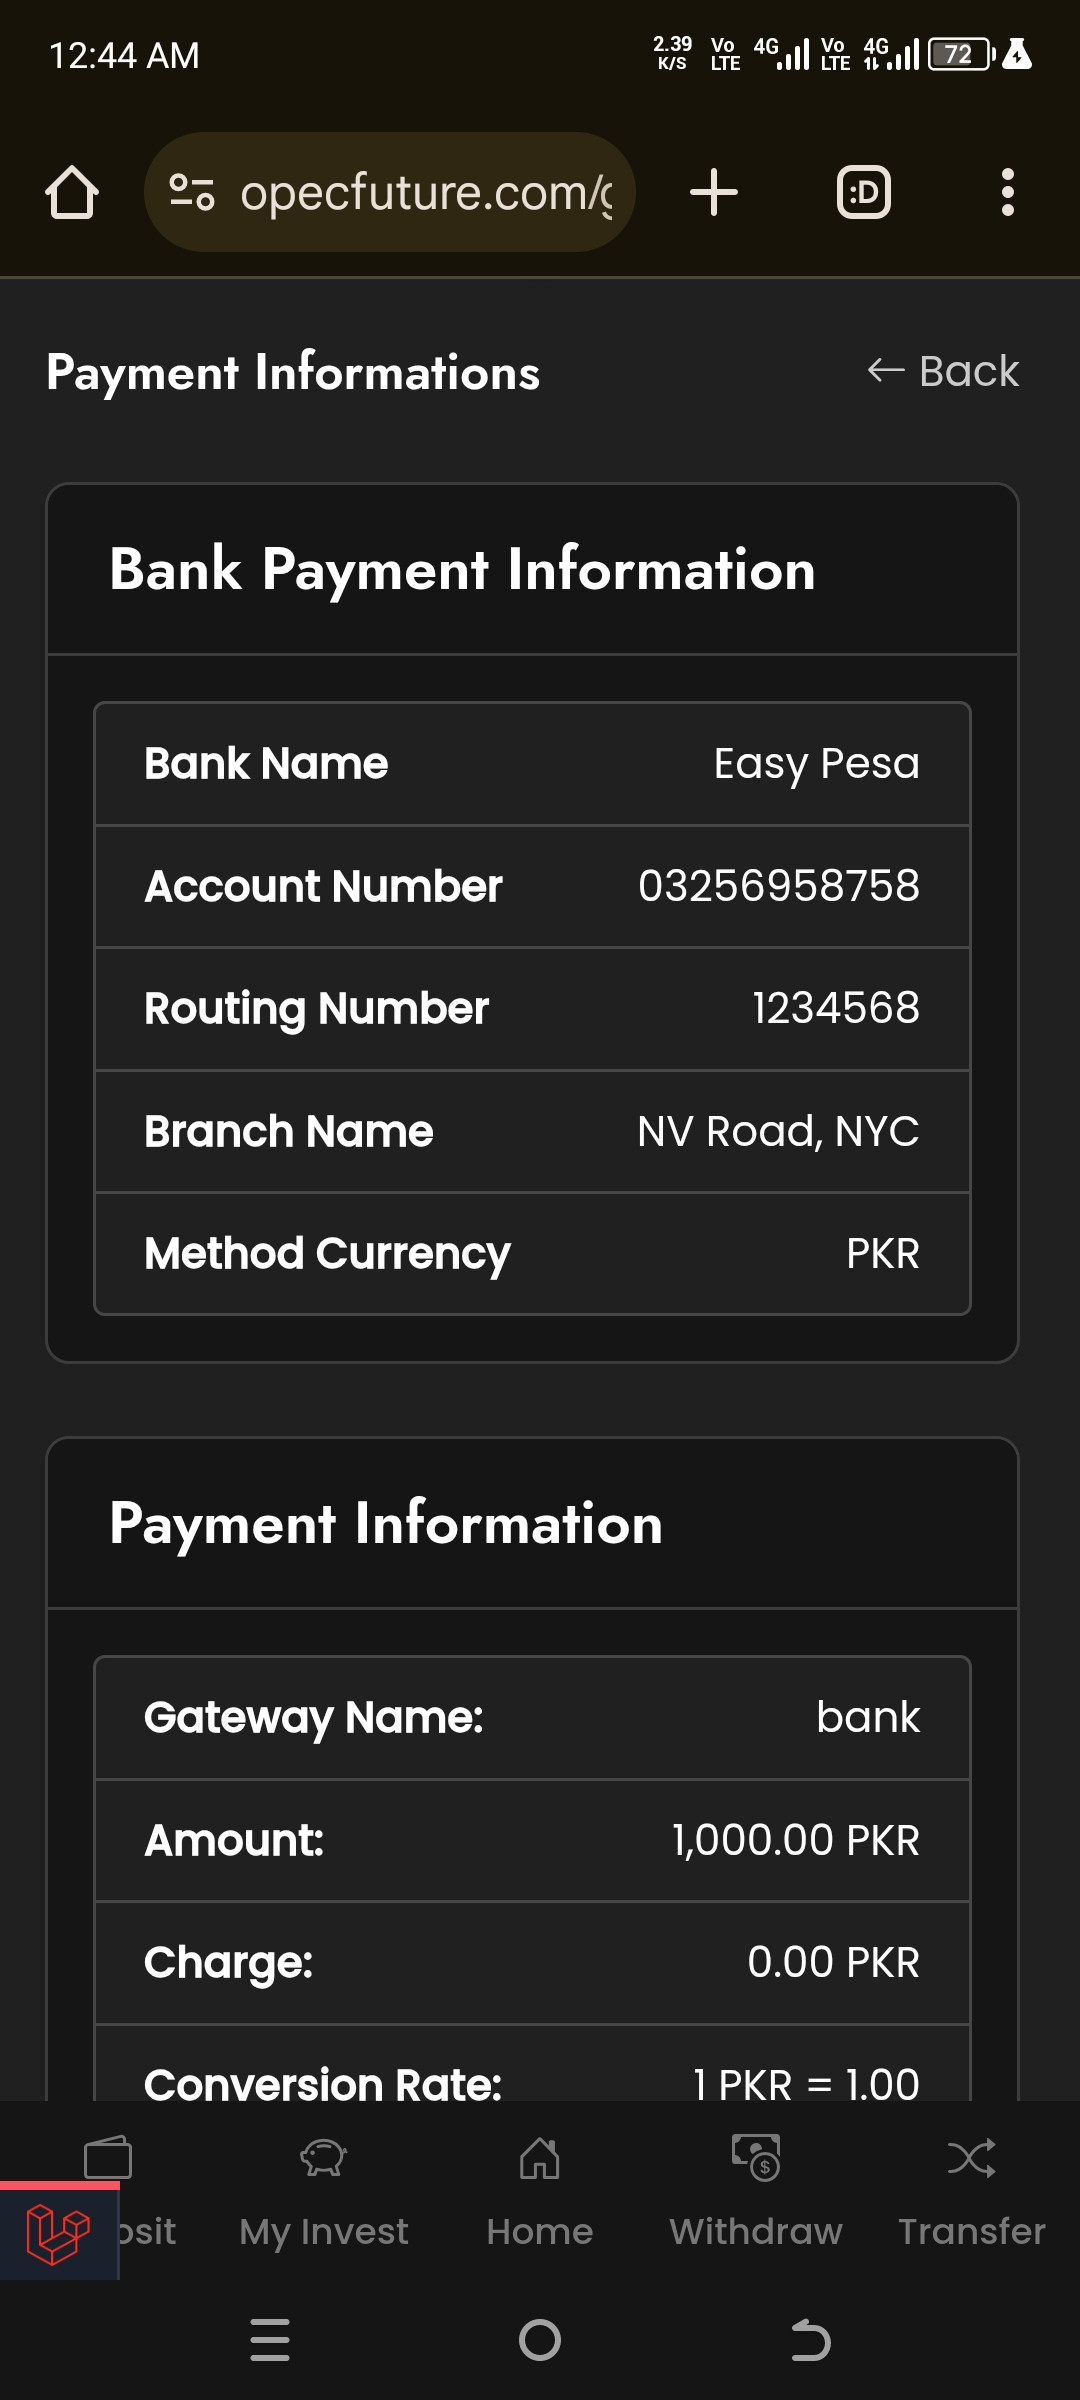 12:44 AM
2.39 K/S
Vo LTE
4G
Vo LTE
4G
72
opecfuture.com/
:D
Payment Informations
← Back
Bank Payment Information
Bank Name Easy Pesa
Account Number 03256958758
Routing Number 1234568
Branch Name NV Road, NYC
Method Currency PKR
Payment Information
Gateway Name: bank
Amount: 1,000.00 PKR
Charge: 0.00 PKR
Conversion Rate: 1 PKR = 1.00
osit
My Invest
Home
Withdraw
Transfer